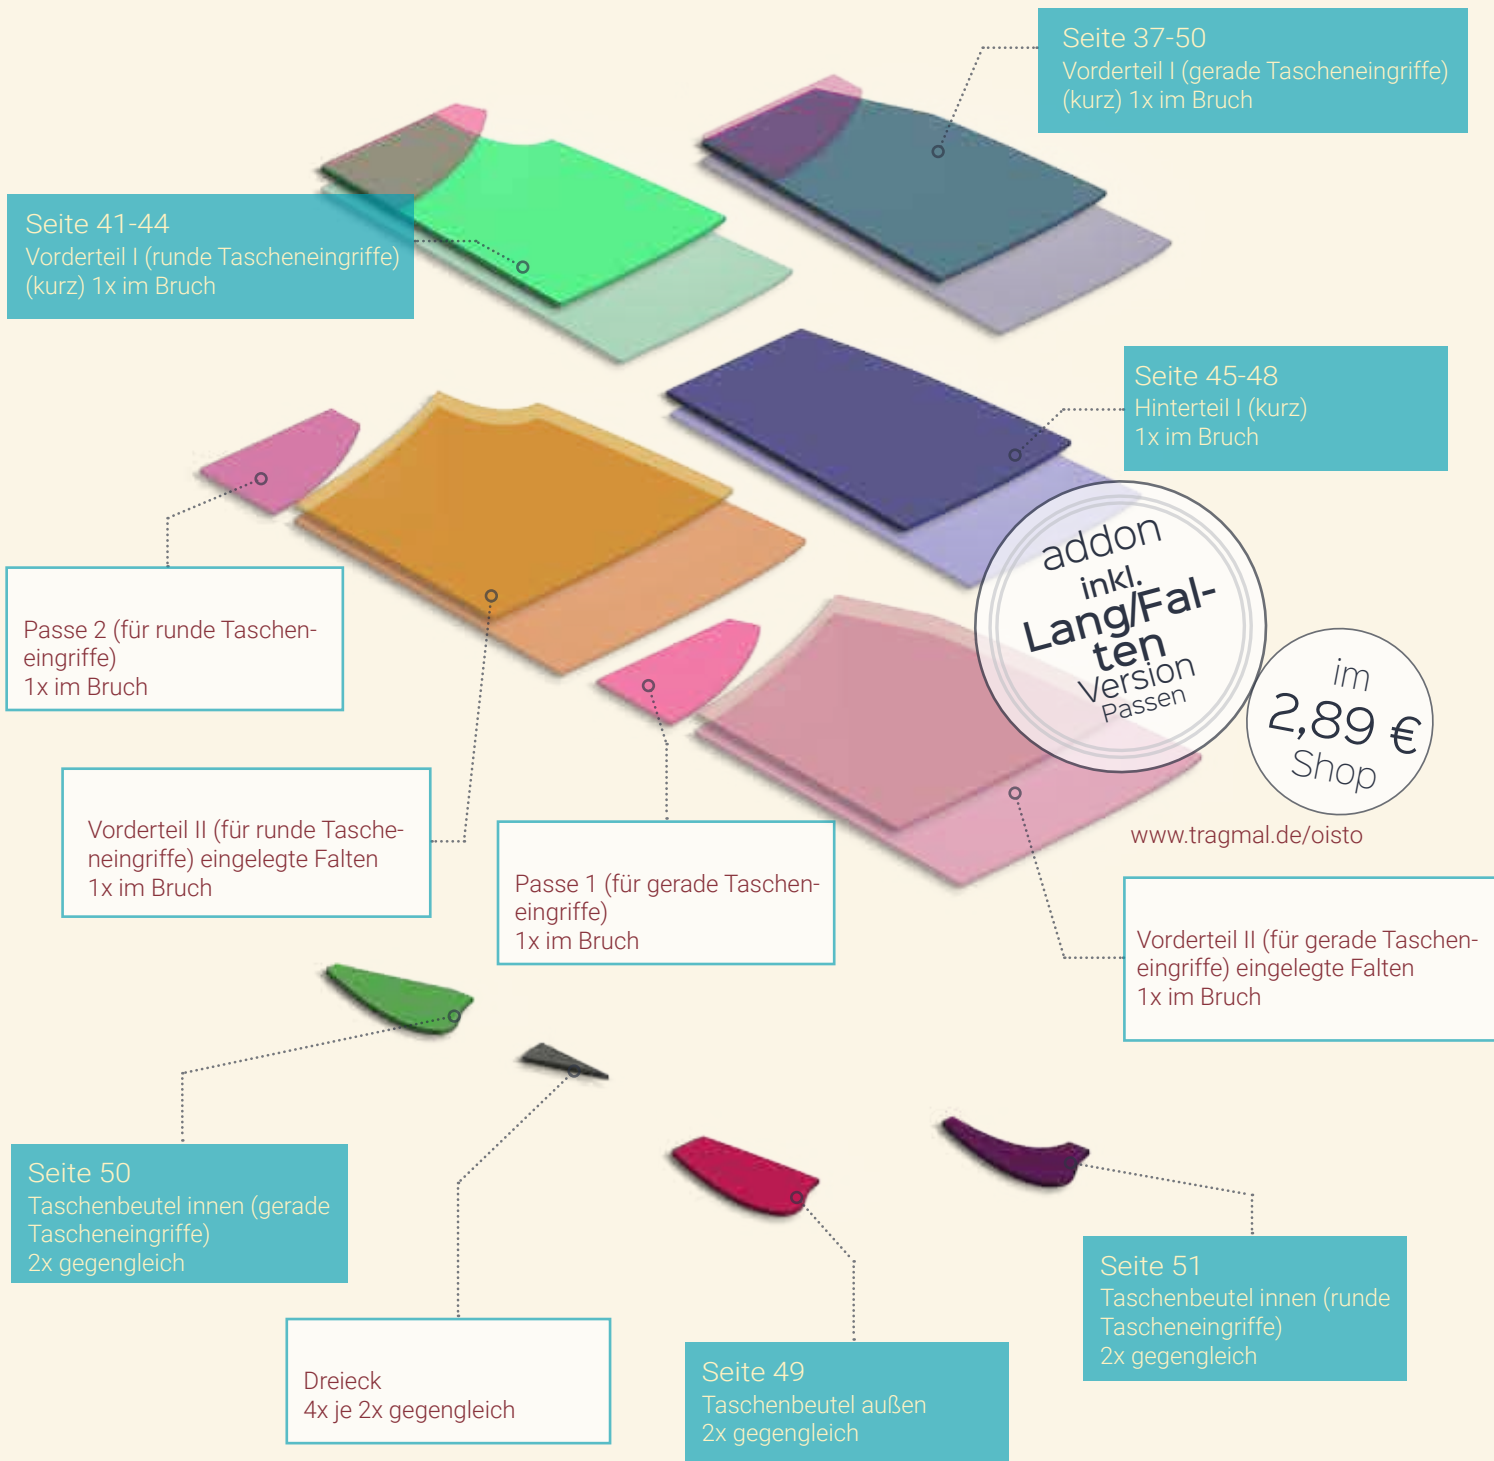 Seite 37-50
Vorderteil I (gerade Tascheneingriffe)
(kurz) 1x im Bruch
Seite 41-44
Vorderteil I (runde Tascheneingriffe)
(kurz) 1x im Bruch
Seite 45-48
Hinterteil I (kurz)
1x im Bruch
addon
inkl.
Lang/Fal-
ten
Version
Passen
im
2,89 €
Shop
www.tragmal.de/oisto
Passe 2 (für runde Taschen-
eingriffe)
1x im Bruch
Vorderteil II (für runde Tasche-
neingriffe) eingelegte Falten
1x im Bruch
Passe 1 (für gerade Taschen-
eingriffe)
1x im Bruch
Vorderteil II (für gerade Taschen-
eingriffe) eingelegte Falten
1x im Bruch
Seite 50
Taschenbeutel innen (gerade
Tascheneingriffe)
2x gegengleich
Dreieck
4x je 2x gegengleich
Seite 49
Taschenbeutel außen
2x gegengleich
Seite 51
Taschenbeutel innen (runde
Tascheneingriffe)
2x gegengleich